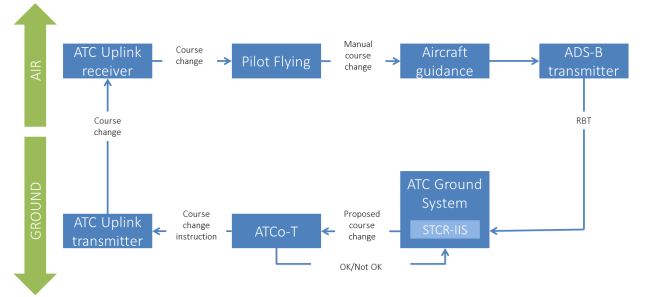 AIR
ATC Uplink
receiver
Course
change
Pilot Flying
Manual
course
change
Aircraft
guidance
ADS-B
transmitter
Course
change
RBT
GROUND
ATC Uplink
transmitter
Course
change
instruction
ATCo-T
Proposed
course
change
ATC Ground
System
STCR-IIS
OK/Not OK